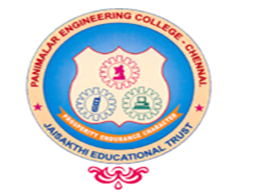 PANIMALAR ENGINEERING COLLEGE - CHENNAI
PROSPERITY ENDURANCE CHARACTER
JAISAKTHI EDUCATIONAL TRUST